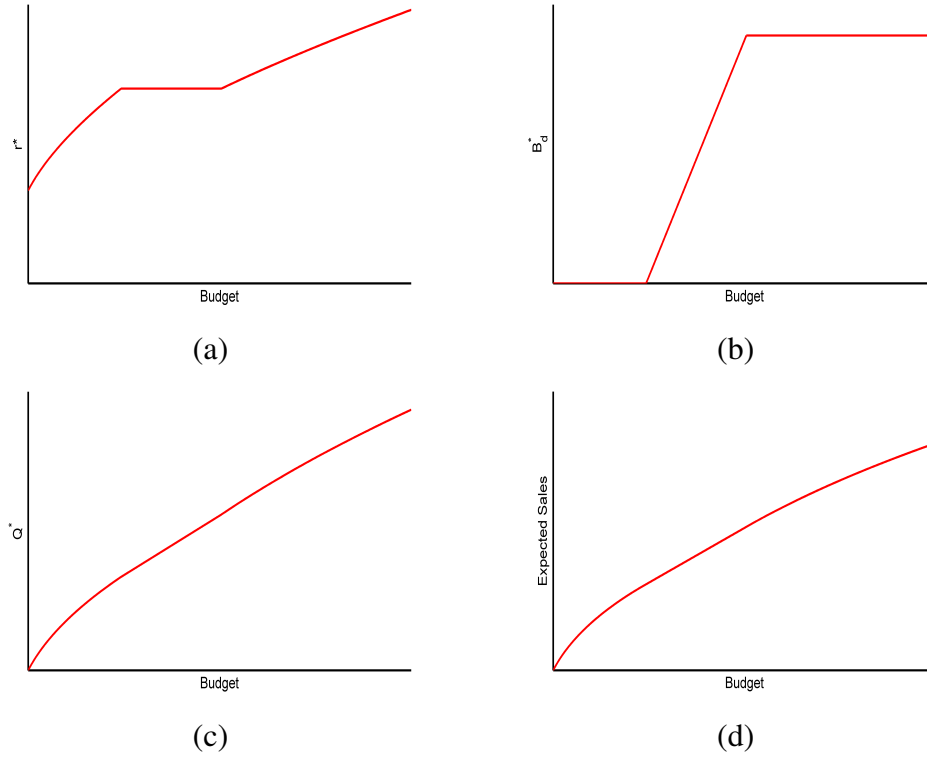 r*
Budget
(a)
B*d
Budget
(b)
Q*
Budget
(c)
Expected Sales
Budget
(d)